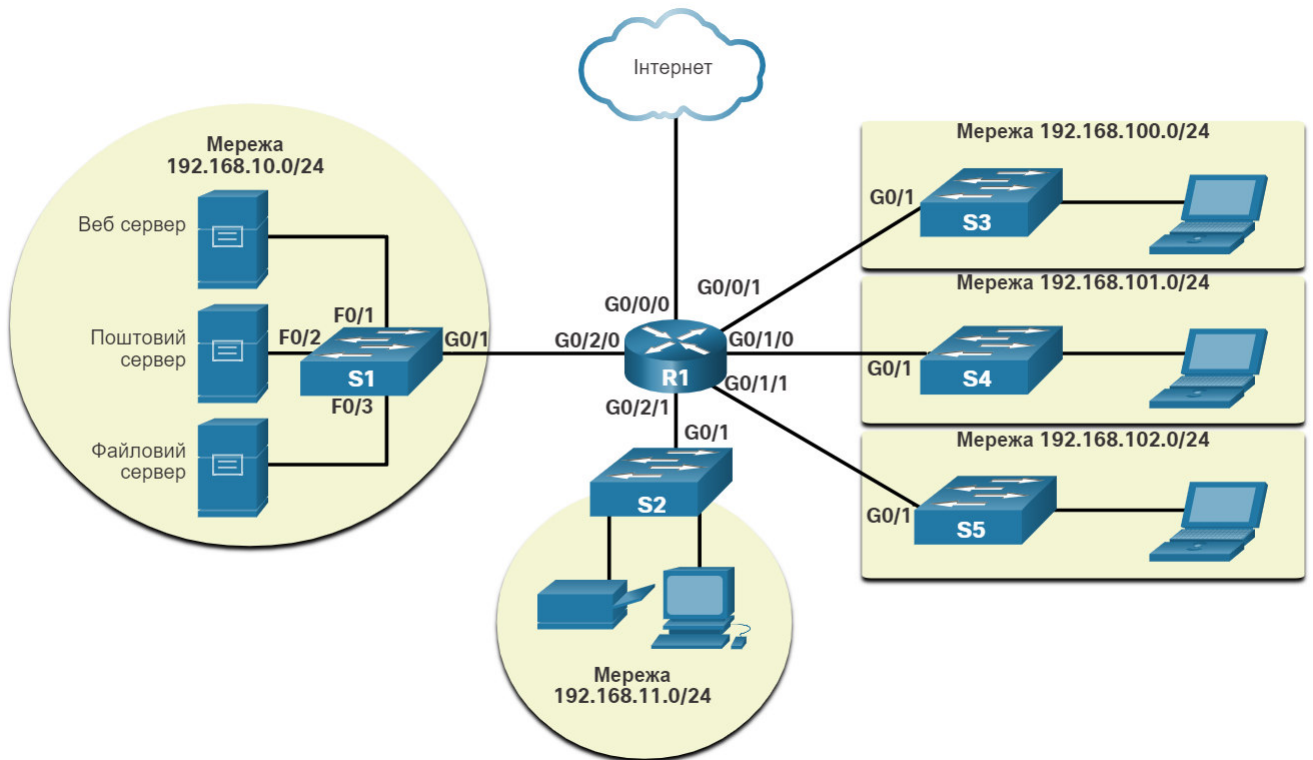 Інтернет
Мережа
192.168.10.0/24
Веб сервер
Поштовий
сервер
Файловий
сервер
F0/1
F0/2
F0/3
S1
G0/1
G0/2/0
G0/0/0
G0/0/1
G0/1/0
G0/1/1
G0/2/1
R1
G0/1
S2
Мережа
192.168.11.0/24
Мережа 192.168.100.0/24
G0/1
S3
Мережа 192.168.101.0/24
G0/1
S4
Мережа 192.168.102.0/24
G0/1
S5